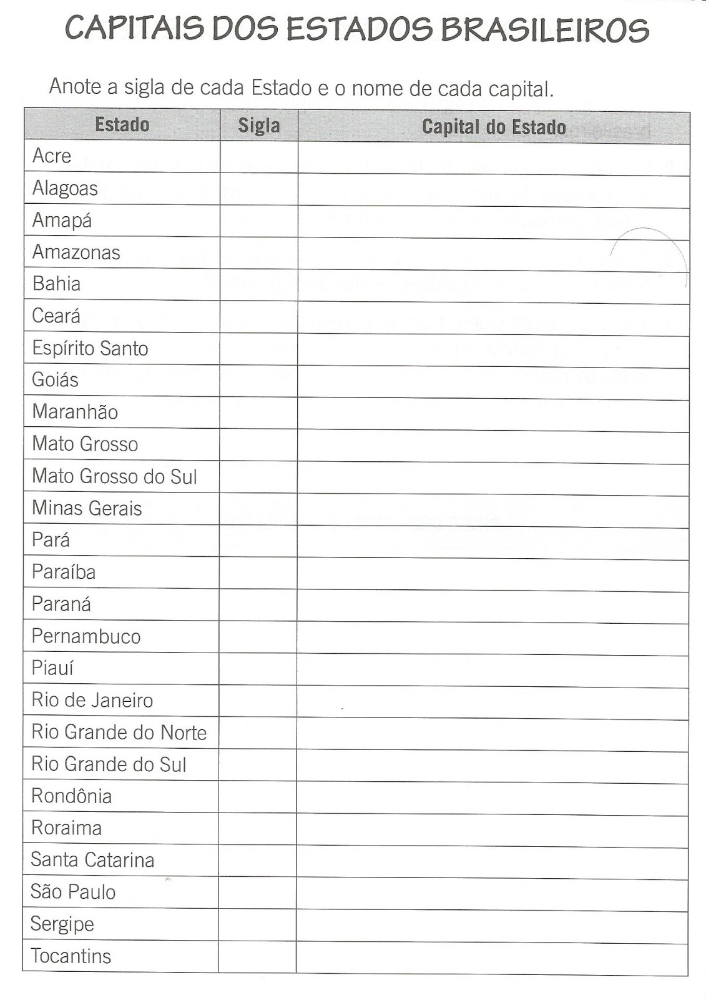 CAPITAIS DOS ESTADOS BRASILEIROS
Anote a sigla de cada Estado e o nome de cada capital.
Estado Sigla Capital do Estado
Acre
Alagoas
Amapá
Amazonas
Bahia
Ceará
Espírito Santo
Goiás
Maranhão
Mato Grosso
Mato Grosso do Sul
Minas Gerais
Pará
Paraíba
Paraná
Pernambuco
Piauí
Rio de Janeiro
Rio Grande do Norte
Rio Grande do Sul
Rondônia
Roraima
Santa Catarina
São Paulo
Sergipe
Tocantins